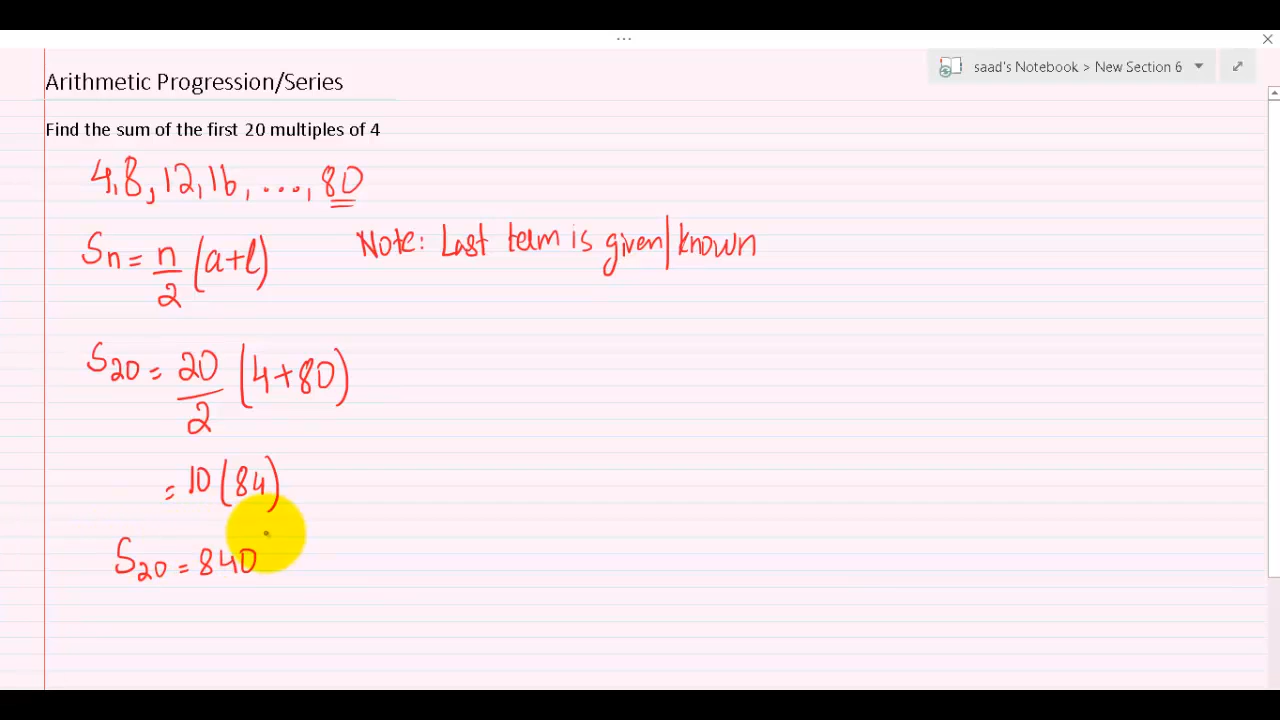 saad's Notebook > New Section 6
Arithmetic Progression/Series
Find the sum of the first 20 multiples of 4
4, 8, 12, 16, ..., 80
Sn = n/2 (a+l) Note: Last term is given/known
S20 = 20/2 (4+80)
= 10 (84)
S20 = 840